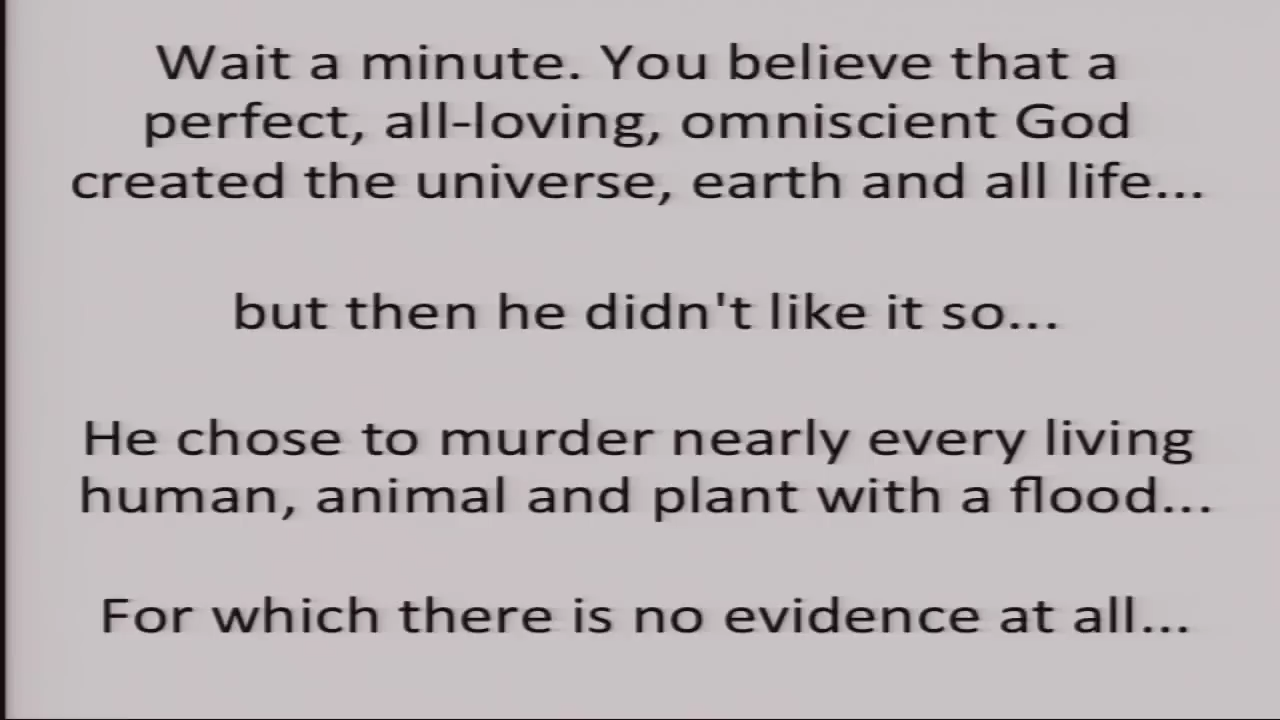 Wait a minute. You believe that a
perfect, all-loving, omniscient God
created the universe, earth and all life...
but then he didn't like it so...
He chose to murder nearly every living
human, animal and plant with a flood...
For which there is no evidence at all...